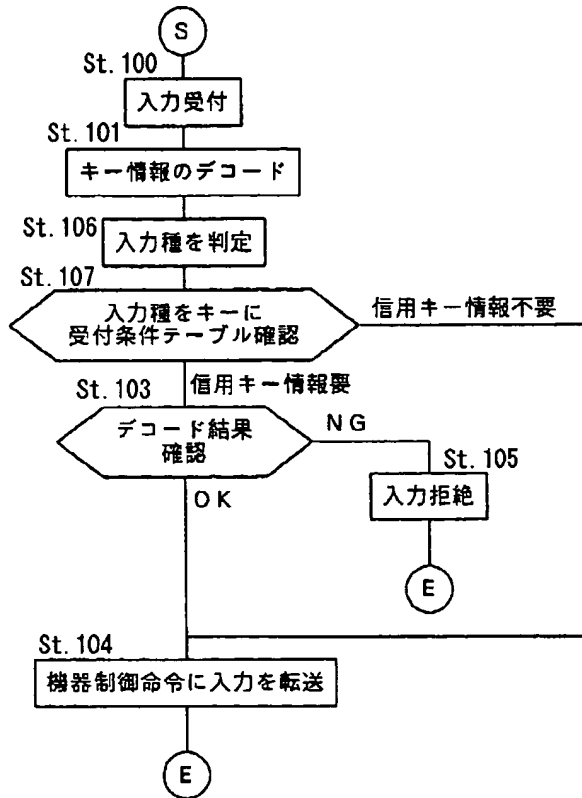 S
St.100
入力受付
St.101
キー情報のデコード
St.106
入力種を判定
St.107
入力種をキーに
受付条件テーブル確認
信用キー情報不要
信用キー情報要
St.103
デコード結果
確認
NG
St.105
入力拒絶
OK
E
St.104
機器制御命令に入力を転送
E